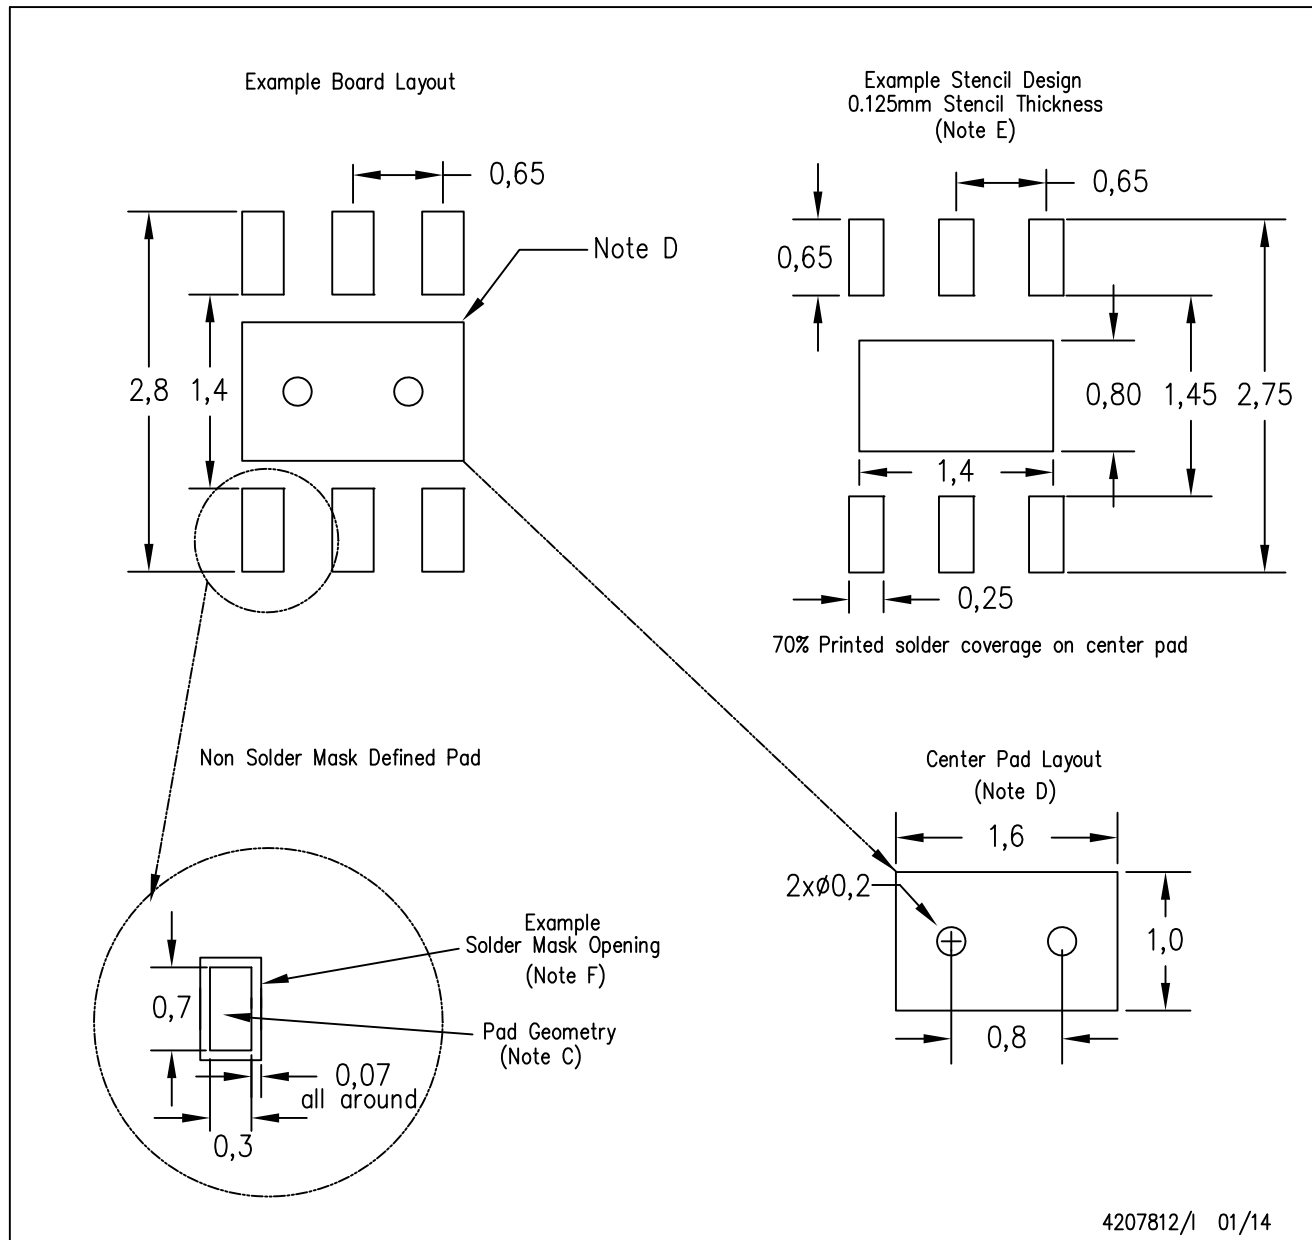 Example Board Layout
0,65
Note D
2,8
1,4
Example Stencil Design
0.125mm Stencil Thickness
(Note E)
0,65
0,65
0,80
1,45
2,75
1,4
0,25
70% Printed solder coverage on center pad
Non Solder Mask Defined Pad
Example
Solder Mask Opening
(Note F)
0,7
Pad Geometry
(Note C)
0,07
all around
0,3
Center Pad Layout
(Note D)
1,6
2xø0,2
1,0
0,8
4207812/I 01/14